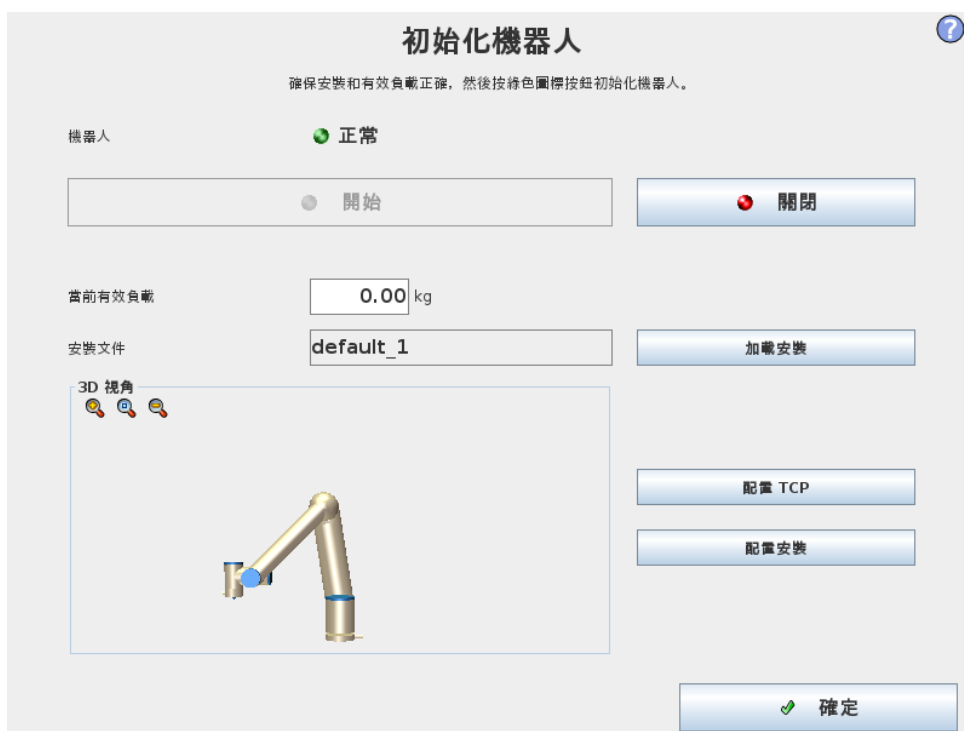 初始化機器人
?
確保安裝和有效負載正確，然後按綠色圖標按鈕初始化機器人。
機器人
正常
開始
關閉
當前有效負載
0.00 kg
安裝文件
default_1
加載安裝
3D 視角
配置 TCP
配置安裝
確定